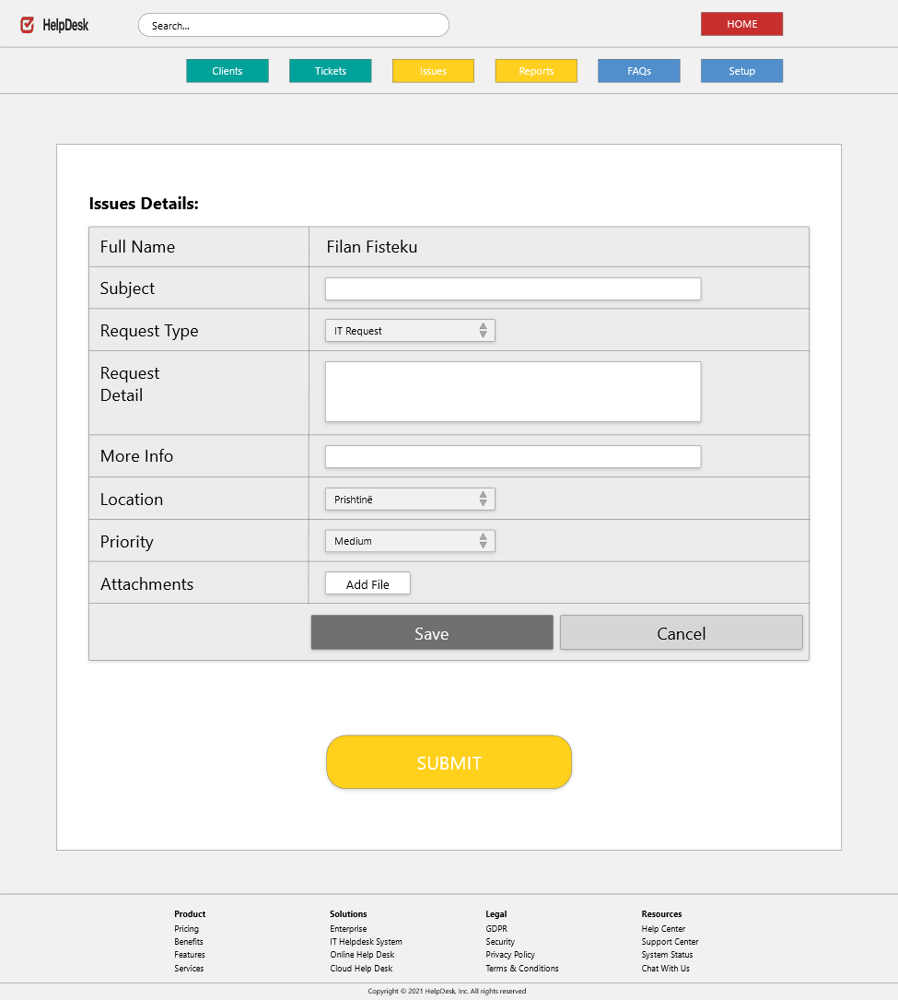 HelpDesk
Search...
HOME
Clients
Tickets
Issues
Reports
FAQs
Setup
Issues Details:
Full Name
Filan Fisteku
Subject
Request Type
IT Request
Request
Detail
More Info
Location
Prishtinë
Priority
Medium
Attachments
Add File
Save
Cancel
SUBMIT
Product
Pricing
Benefits
Features
Services
Solutions
Enterprise
IT Helpdesk System
Online Help Desk
Cloud Help Desk
Legal
GDPR
Security
Privacy Policy
Terms & Conditions
Resources
Help Center
Support Center
System Status
Chat With Us
Copyright © 2021 HelpDesk, Inc. All rights reserved